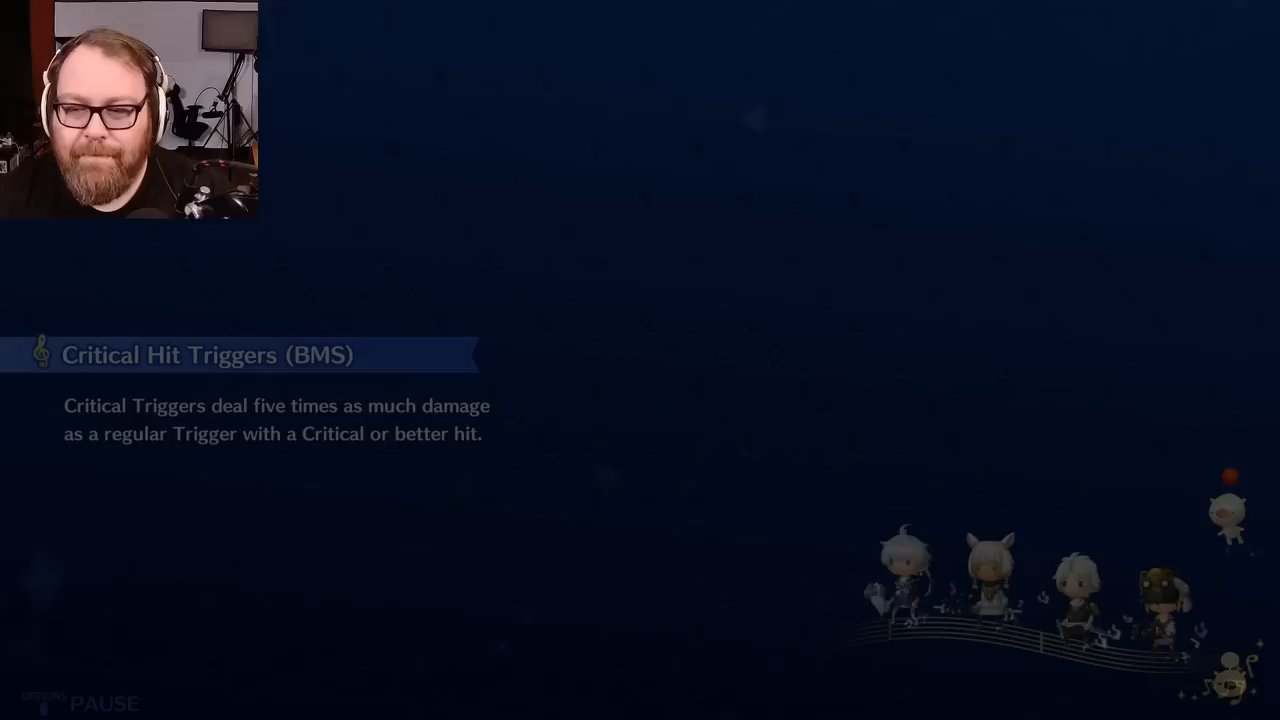 Critical Hit Triggers (BMS)
Critical Triggers deal five times as much damage
as a regular Trigger with a Critical or better hit.
OPTIONS
PAUSE